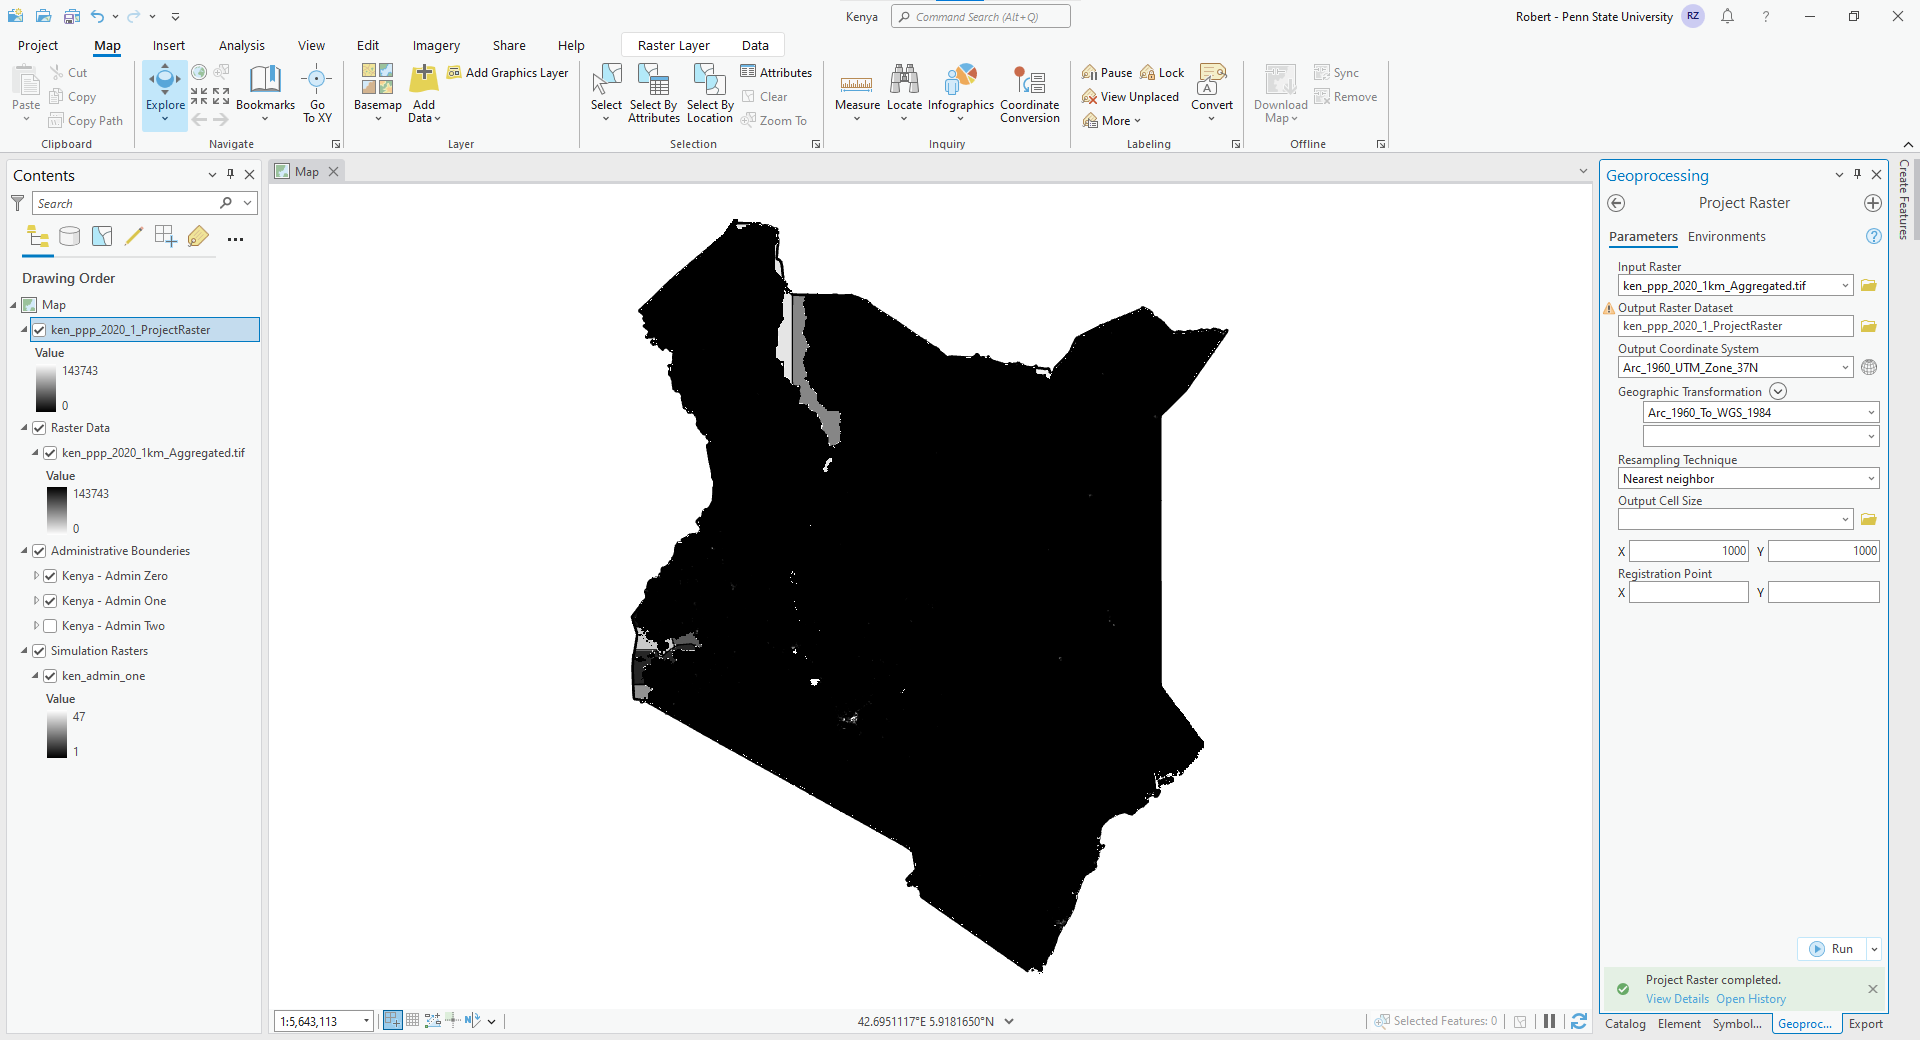 Kenya
Command Search (Alt+Q)
Robert - Penn State University
RZ
?
Project
Map
Insert
Analysis
View
Edit
Imagery
Share
Help
Raster Layer
Data
Paste
Cut
Copy
Copy Path
Clipboard
Explore
Bookmarks
Go
To XY
Navigate
Basemap
Add
Data
Add Graphics Layer
Layer
Select
Select By
Attributes
Select By
Location
Attributes
Clear
Zoom To
Selection
Measure
Locate
Infographics
Coordinate
Conversion
Inquiry
Pause
Lock
View Unplaced
More
Convert
Labeling
Download
Map
Sync
Remove
Offline
Contents
Search
Drawing Order
Map
ken_ppp_2020_1_ProjectRaster
Value
143743
0
Raster Data
ken_ppp_2020_1km_Aggregated.tif
Value
143743
0
Administrative Bounderies
Kenya - Admin Zero
Kenya - Admin One
Kenya - Admin Two
Simulation Rasters
ken_admin_one
Value
47
1
Map
1:5,643,113
42.6951117°E 5.9181650°N
Selected Features: 0
Geoprocessing
Project Raster
Parameters
Environments
?
Input Raster
ken_ppp_2020_1km_Aggregated.tif
Output Raster Dataset
ken_ppp_2020_1_ProjectRaster
Output Coordinate System
Arc_1960_UTM_Zone_37N
Geographic Transformation
Arc_1960_To_WGS_1984
Resampling Technique
Nearest neighbor
Output Cell Size
X 1000 Y 1000
Registration Point
X Y
Run
Project Raster completed.
View Details Open History
Catalog
Element
Symbol...
Geoproc...
Export
Create Features